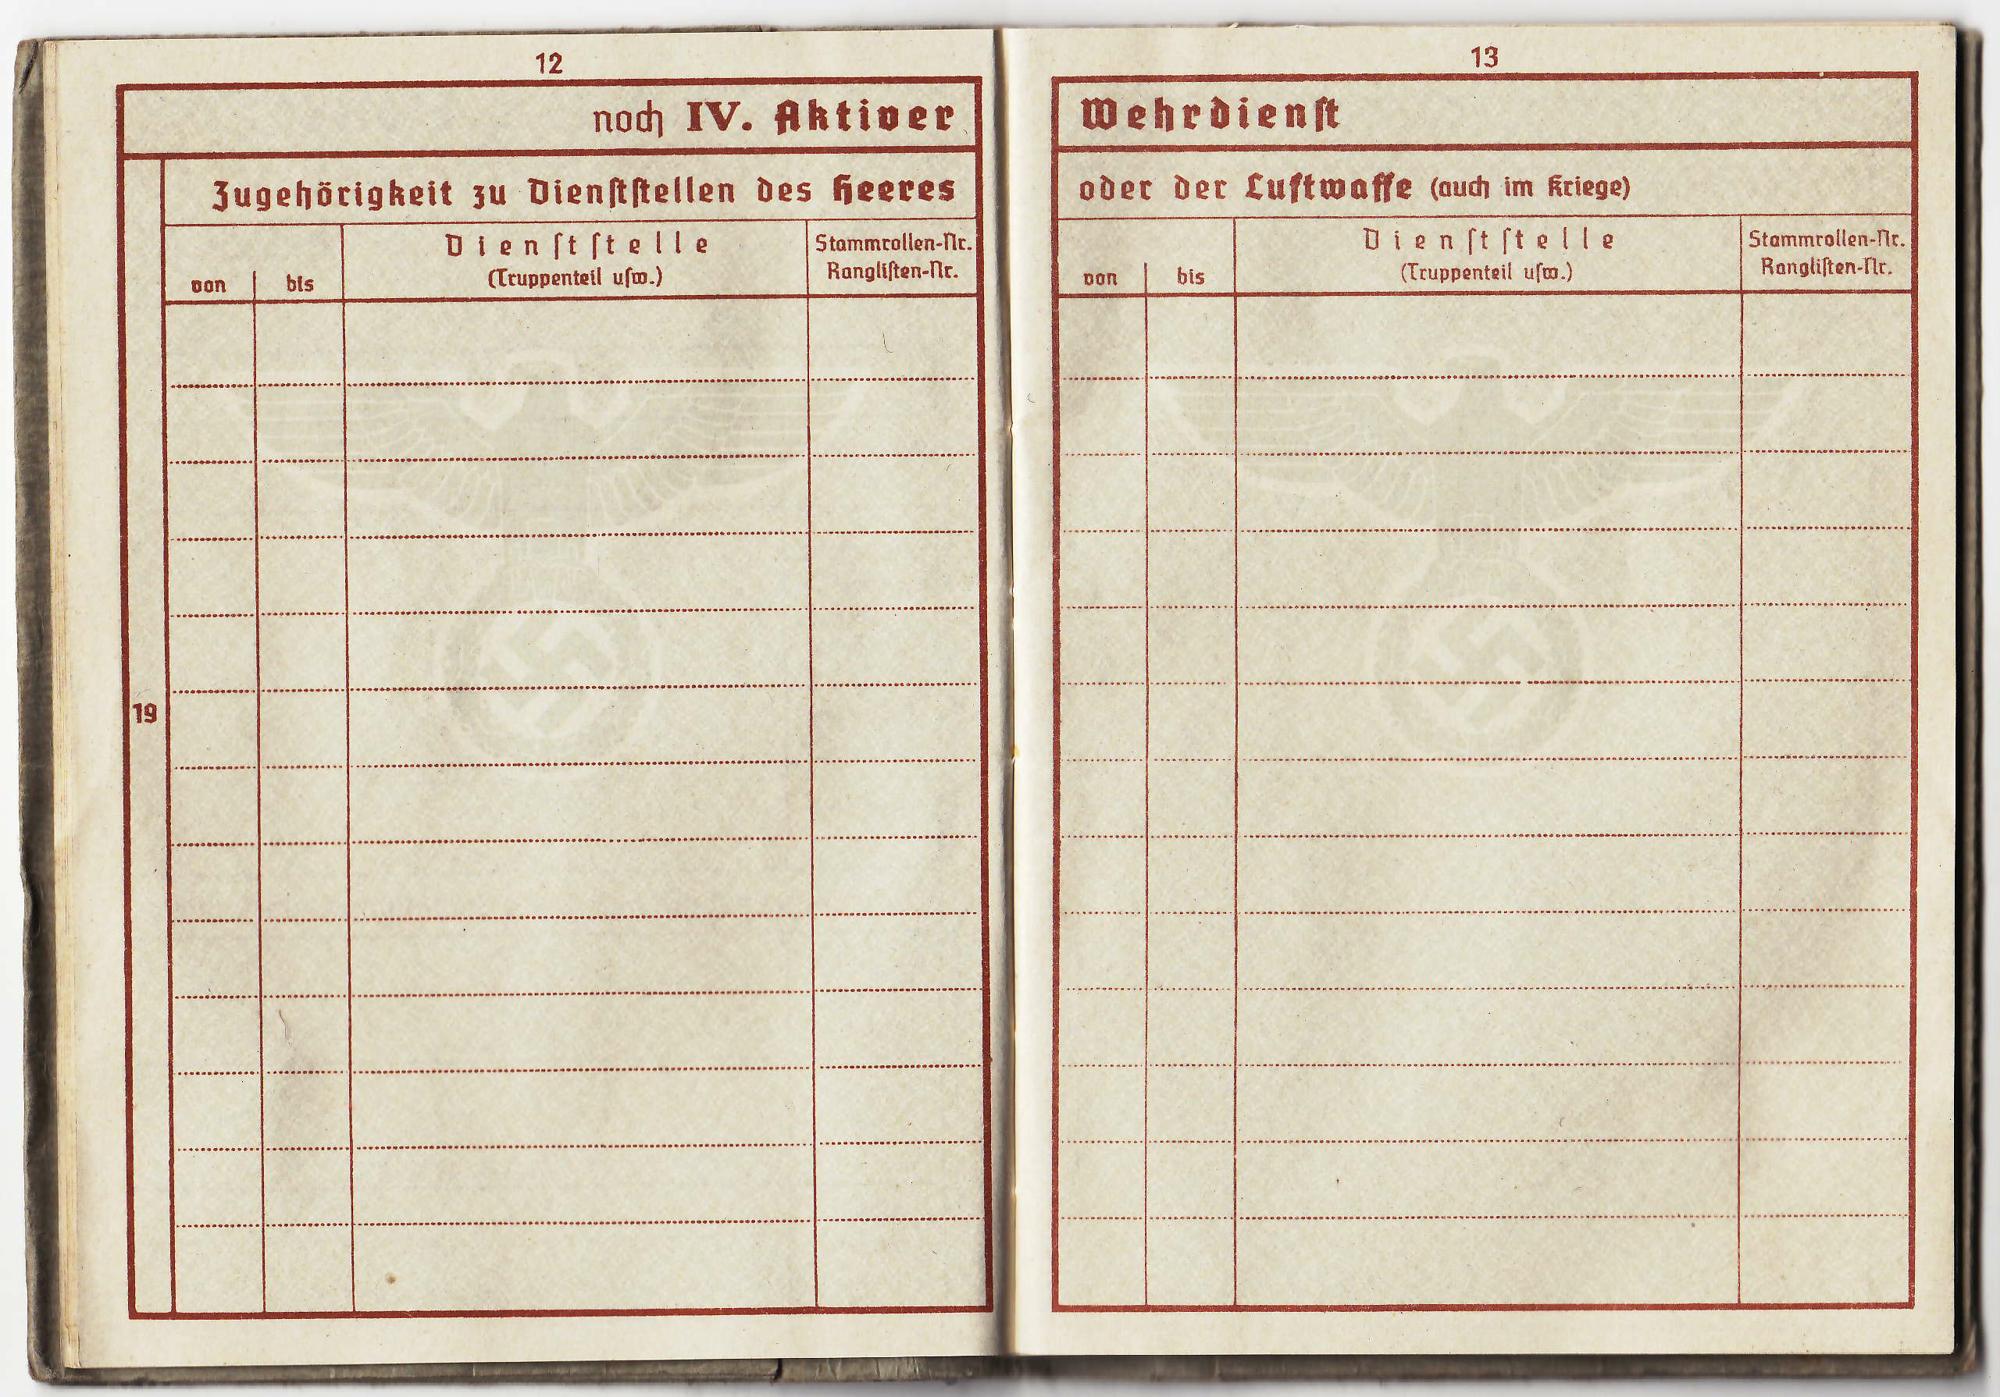 12
noch IV. Aktiver
Zugehörigkeit zu Dienſtſtellen des Heeres
von
bis
Dienſtſtelle
(Truppenteil uſw.)
Stammrollen-Nr.
Rangliſten-Nr.
19
13
Wehrdienſt
oder der Luftwaffe (auch im Kriege)
von
bis
Dienſtſtelle
(Truppenteil uſw.)
Stammrollen-Nr.
Rangliſten-Nr.